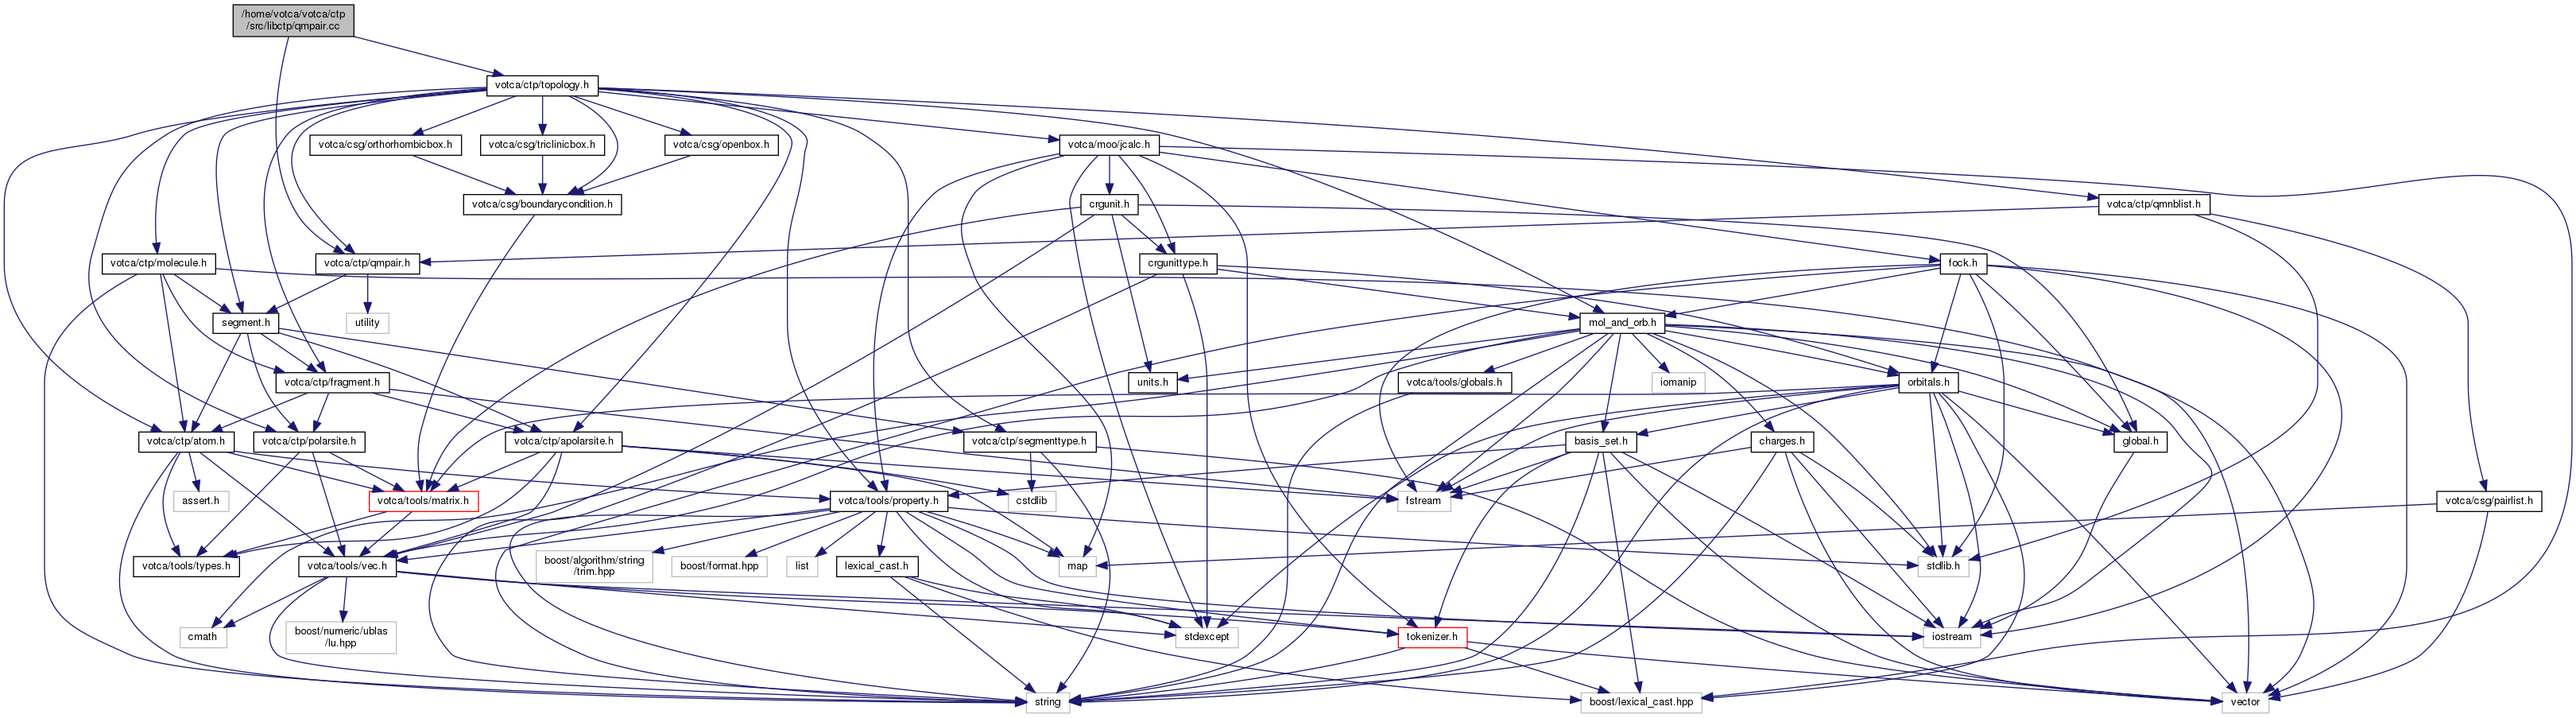 /home/votca/votca/ctp
/src/libctp/qmpair.cc
votca/ctp/topology.h
votca/csg/orthorhombicbox.h
votca/csg/triclinicbox.h
votca/csg/openbox.h
votca/moo/jcalc.h
votca/csg/boundarycondition.h
crgunit.h
votca/ctp/qmnblist.h
votca/ctp/molecule.h
votca/ctp/qmpair.h
crgunittype.h
fock.h
segment.h
utility
mol_and_orb.h
votca/ctp/fragment.h
units.h
votca/tools/globals.h
iomanip
orbitals.h
votca/ctp/atom.h
votca/ctp/polarsite.h
votca/ctp/apolarsite.h
votca/ctp/segmenttype.h
basis_set.h
charges.h
global.h
assert.h
votca/tools/matrix.h
votca/tools/property.h
cstdlib
fstream
votca/csg/pairlist.h
votca/tools/types.h
votca/tools/vec.h
boost/algorithm/string
/trim.hpp
boost/format.hpp
list
lexical_cast.h
map
stdlib.h
cmath
boost/numeric/ublas
/lu.hpp
stdexcept
tokenizer.h
iostream
string
boost/lexical_cast.hpp
vector